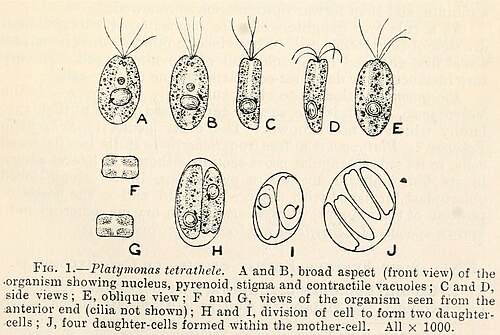 A
B
C
D
E
F
G
H
I
J
FIG. 1.—Platymonas tetrathele. A and B, broad aspect (front view) of the
organism showing nucleus, pyrenoid, stigma and contractile vacuoles; C and D,
side views; E, oblique view; F and G, views of the organism seen from the
anterior end (cilia not shown); H and I, division of cell to form two daughter-
cells; J, four daughter-cells formed within the mother-cell. All × 1000.